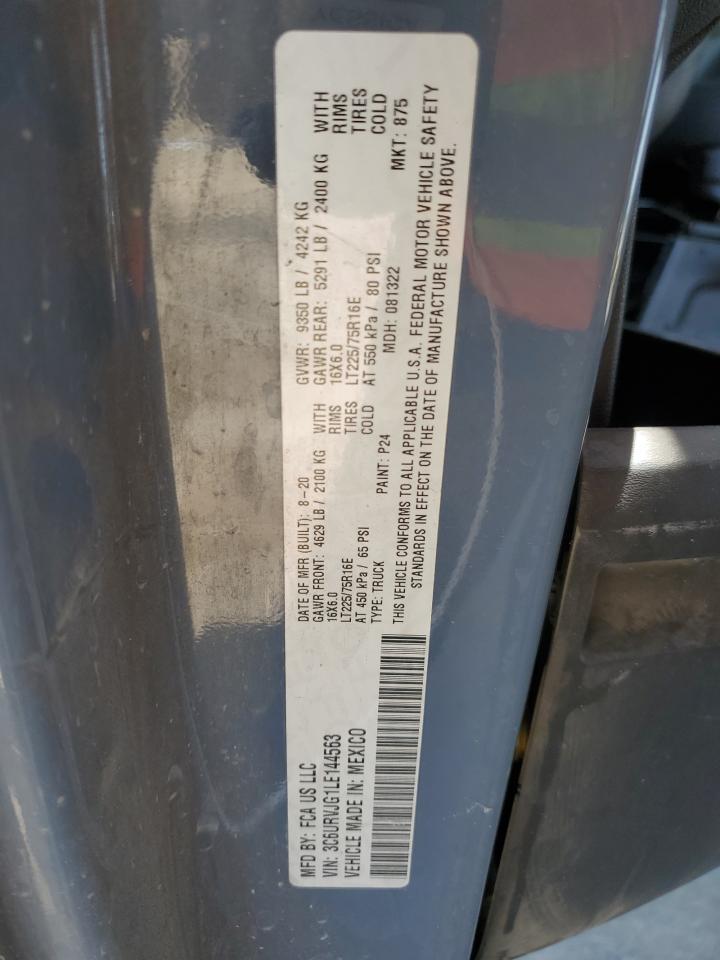 MFD BY: FCA US LLC
VIN: 3C6URVJG1LE144563
VEHICLE MADE IN: MEXICO
DATE OF MFR (BUILT): 8-20 GVWR: 9350 LB / 4242 KG
GAWR FRONT: 4629 LB / 2100 KG WITH GAWR REAR: 5291 LB / 2400 KG WITH
16X6.0 RIMS 16X6.0 RIMS
LT225/75R16E TIRES LT225/75R16E TIRES
AT 450 kPa / 65 PSI COLD AT 550 kPa / 80 PSI COLD
TYPE: TRUCK PAINT: P24 MDH: 081322 MKT: 875
THIS VEHICLE CONFORMS TO ALL APPLICABLE U.S.A. FEDERAL MOTOR VEHICLE SAFETY
STANDARDS IN EFFECT ON THE DATE OF MANUFACTURE SHOWN ABOVE.